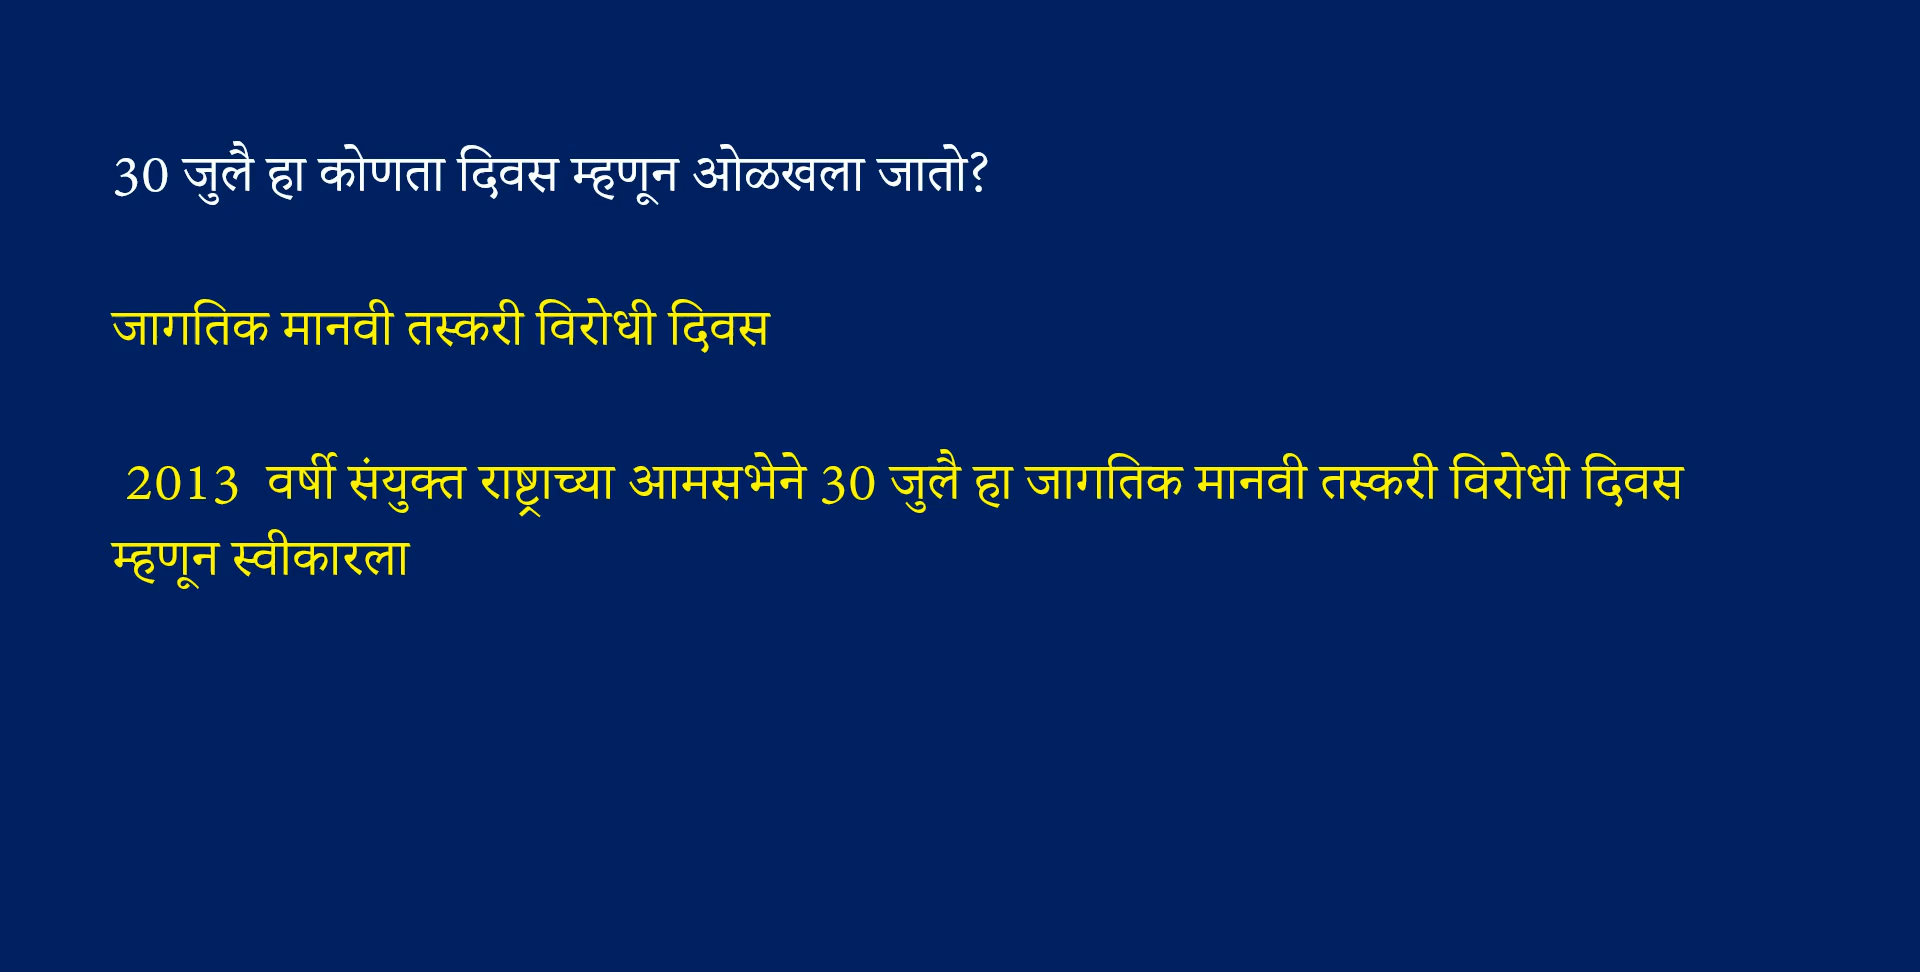 30 जुलै हा कोणता दिवस म्हणून ओळखला जातो?
जागतिक मानवी तस्करी विरोधी दिवस
2013 वर्षी संयुक्त राष्ट्राच्या आमसभेने 30 जुलै हा जागतिक मानवी तस्करी विरोधी दिवस
म्हणून स्वीकारला